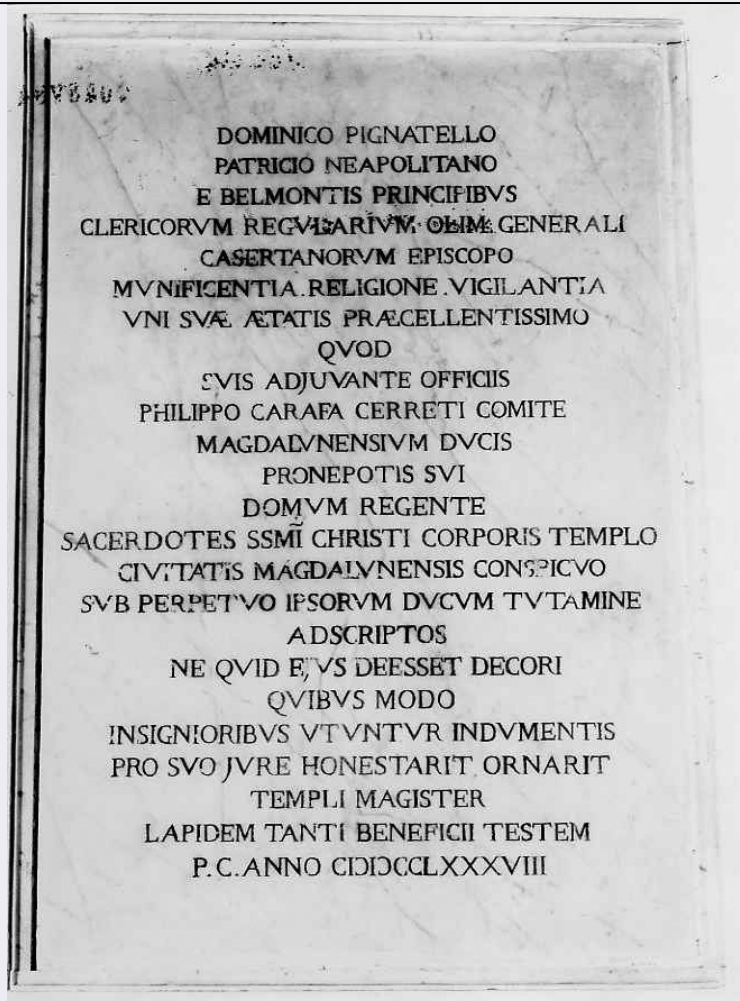 DOMINICO PIGNATELLO
PATRICIO NEAPOLITANO
E BELMONTIS PRINCIPIBVS
CLERICORVM REGVLARIVM OLIM GENERALI
CASERTANORVM EPISCOPO
MVNIFICENTIA.RELIGIONE.VIGILANTIA
VNI SVÆ ÆTATIS PRÆCELLENTISSIMO
QVOD
SVIS ADJUVANTE OFFICIIS
PHILIPPO CARAFA CERRETI COMITE
MAGDALVNENSIVM DVCIS
PRONEPOTIS SVI
DOMVM REGENTE
SACERDOTES SSMĨ CHRISTI CORPORIS TEMPLO
CIVITATIS MAGDALVNENSIS CONSPICVO
SVB PERPETVO IPSORVM DVCVM TVTAMINE
ADSCRIPTOS
NE QVID EJVS DEESSET DECORI
QVIBVS MODO
INSIGNIORIBVS VTVNTVR INDVMENTIS
PRO SVO JVRE HONESTARIT ORNARIT
TEMPLI MAGISTER
LAPIDEM TANTI BENEFICII TESTEM
P.C.ANNO CIƆIƆCCLXXXVIII